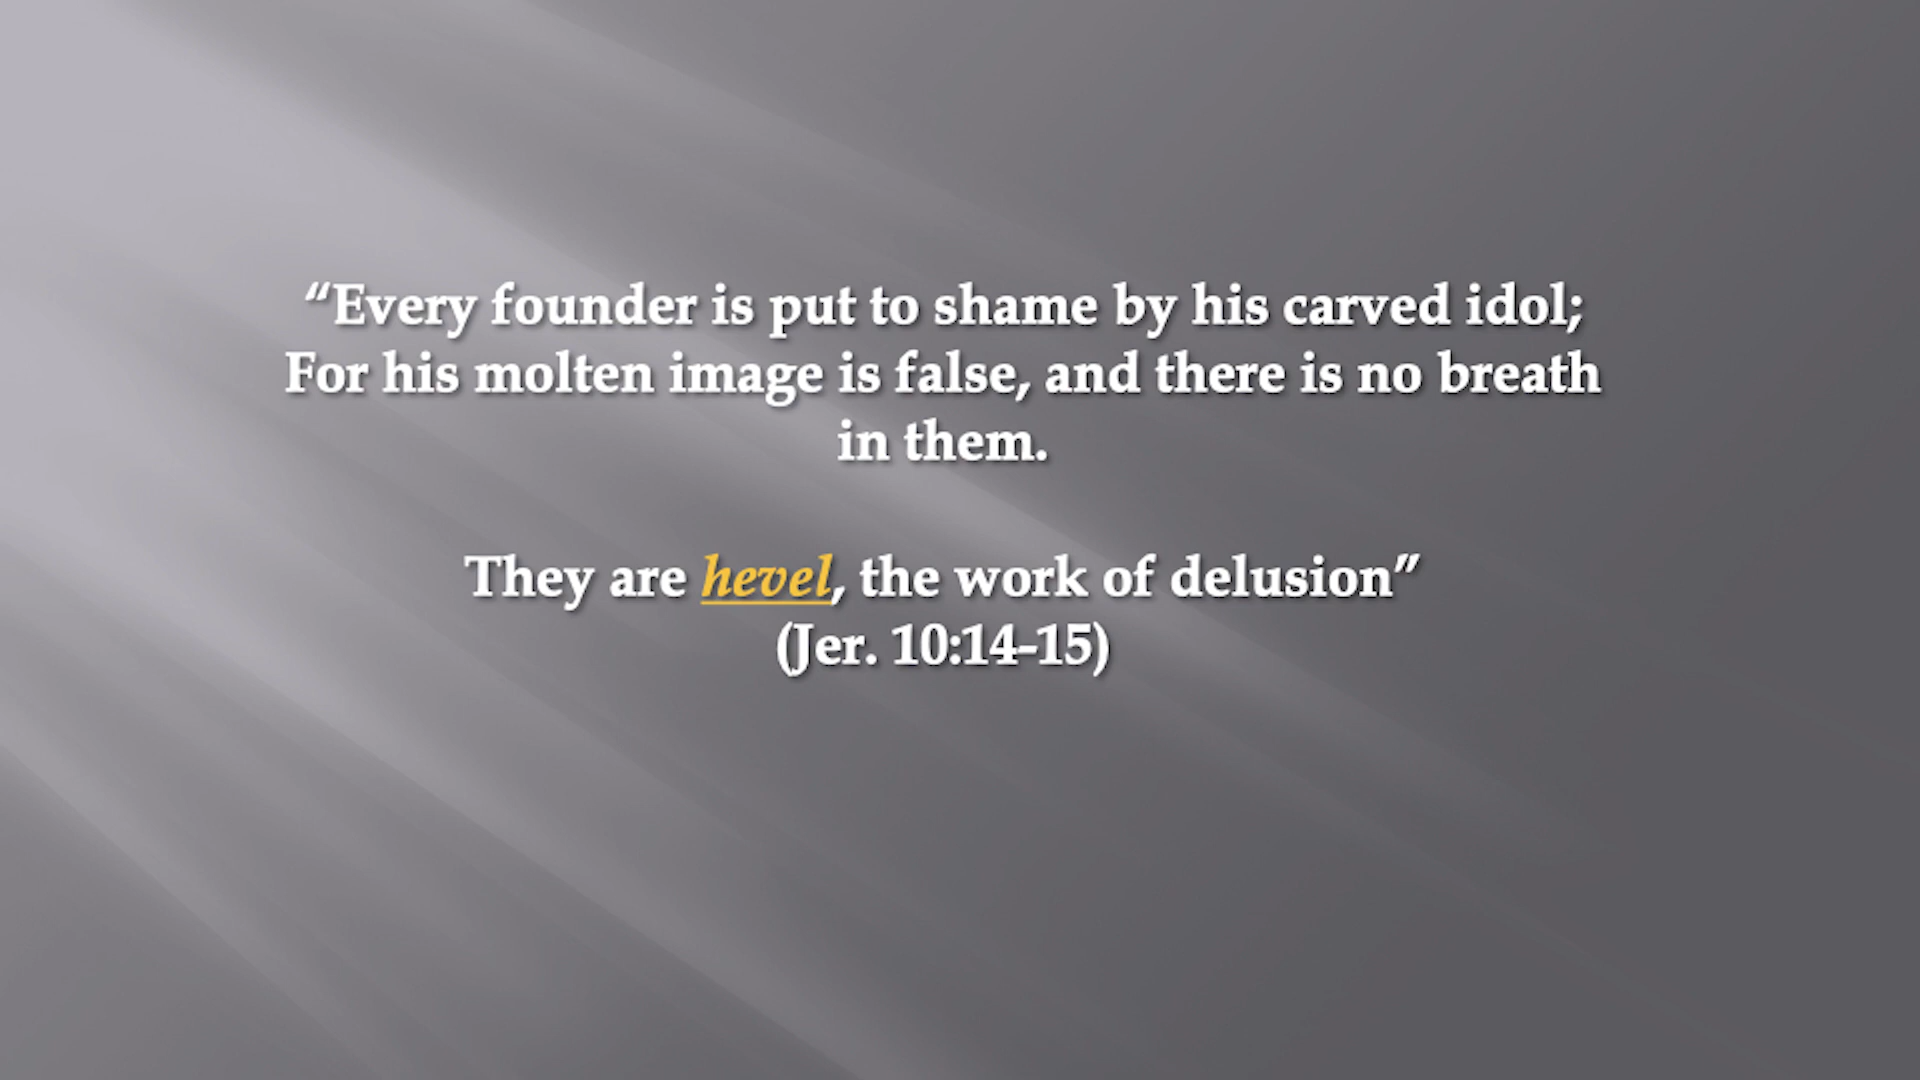 “Every founder is put to shame by his carved idol;
For his molten image is false, and there is no breath
in them.
They are hevel, the work of delusion”
(Jer. 10:14-15)